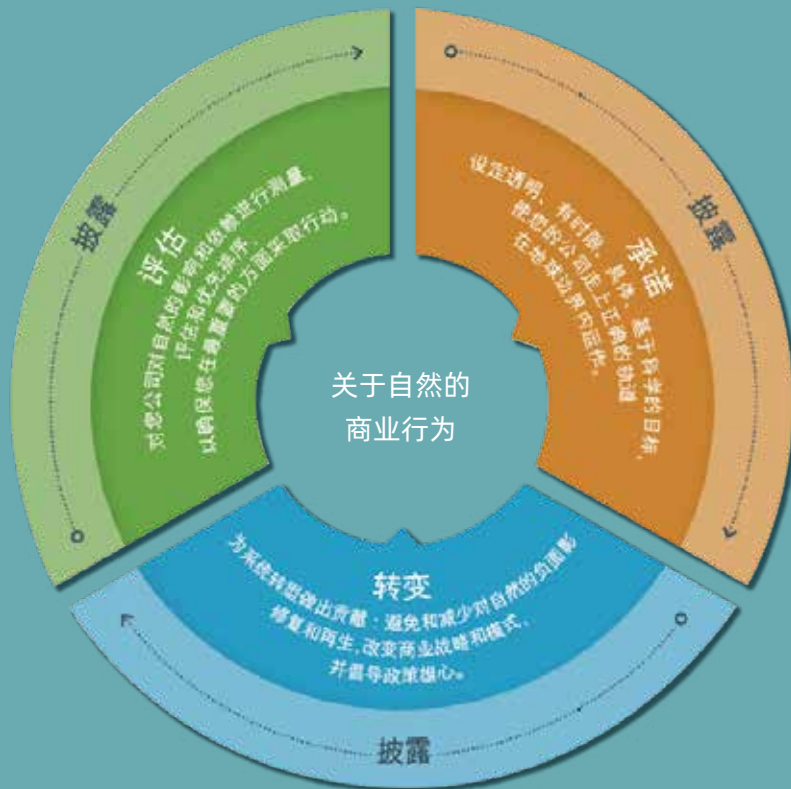 披露
评估
对您公司对自然的影响和依赖进行测量、
评估和优先排序，
以确保您在最重要的方面采取行动。
披露
承诺
设定透明、有时限、具体、基于科学的目标，
使您的公司走上正确的轨道
在地球边界内运作。
关于自然的
商业行为
转变
为系统转型做出贡献·避免和减少对自然的负面影
修复和再生，改变商业战略和模式，
并倡导政策雄心。
披露